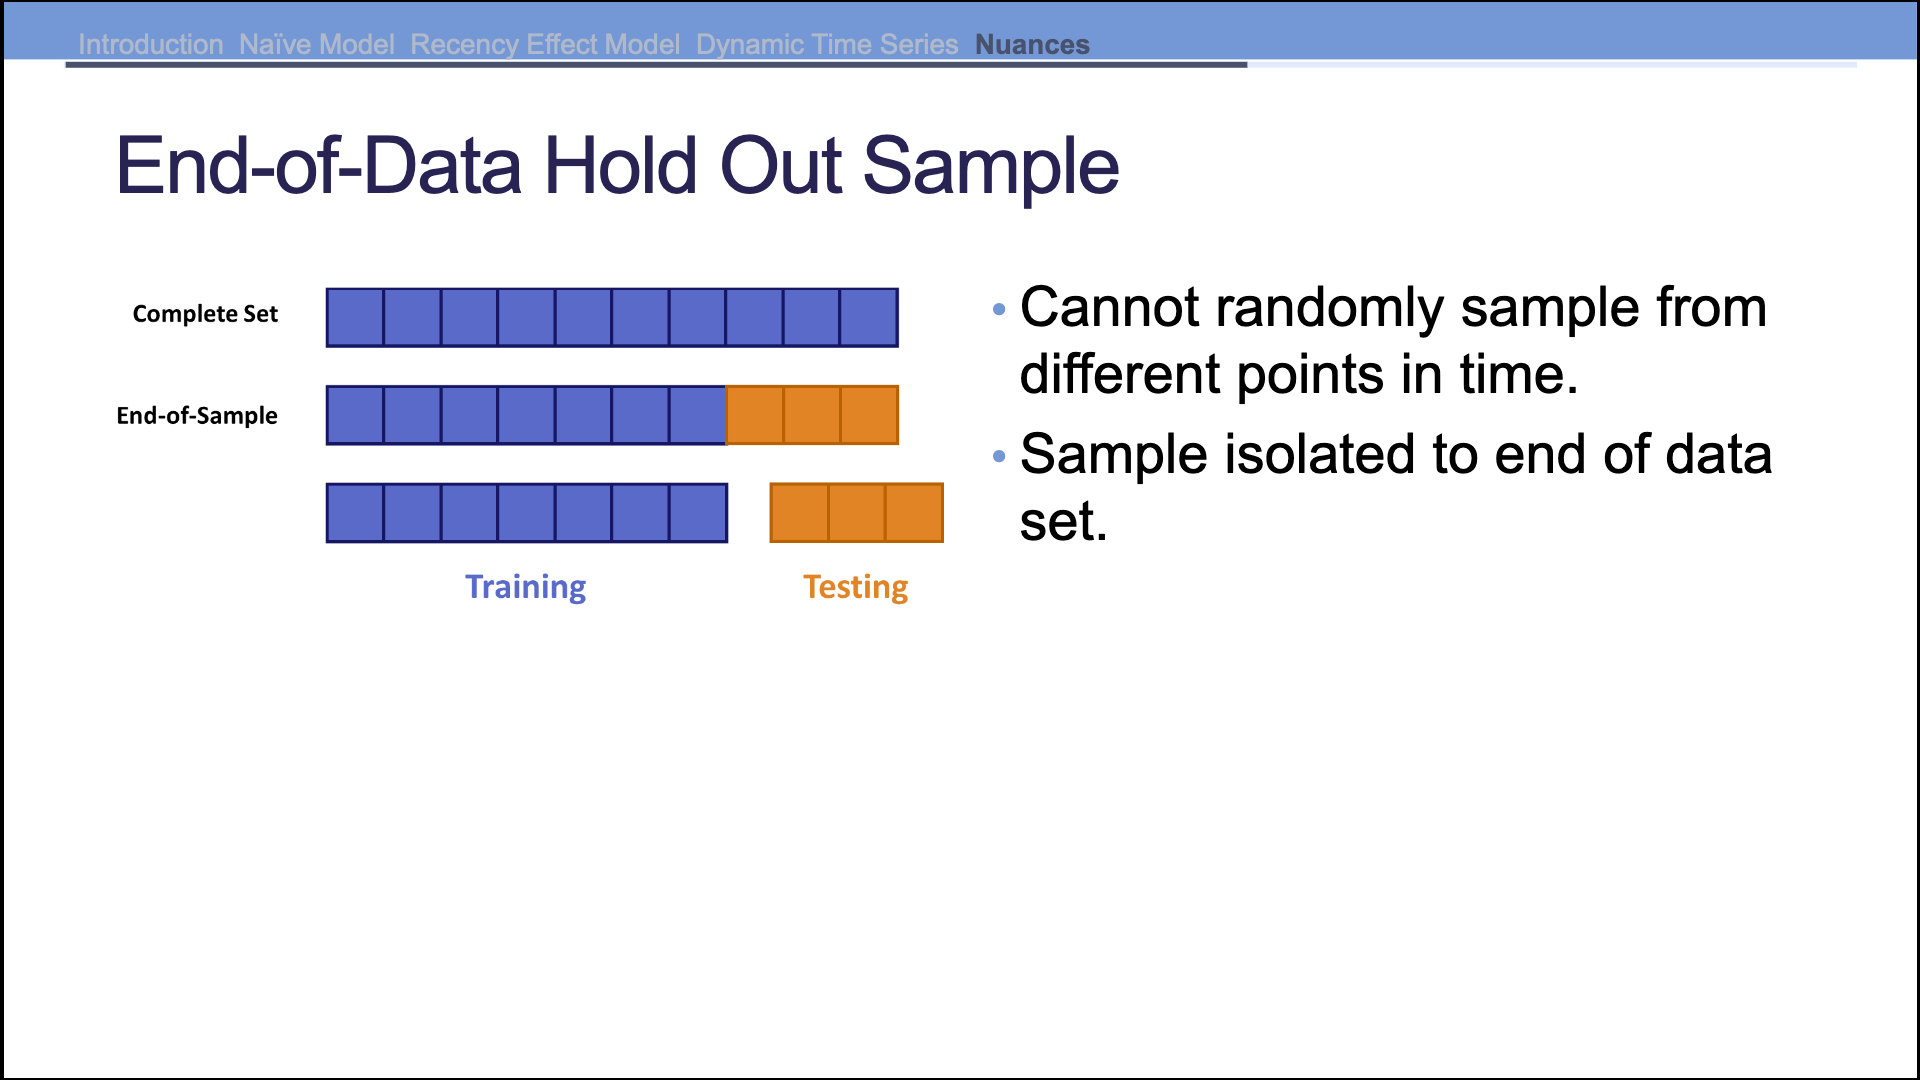 Introduction Naïve Model Recency Effect Model Dynamic Time Series Nuances
End-of-Data Hold Out Sample
Complete Set
End-of-Sample
Training Testing
• Cannot randomly sample from
different points in time.
• Sample isolated to end of data
set.